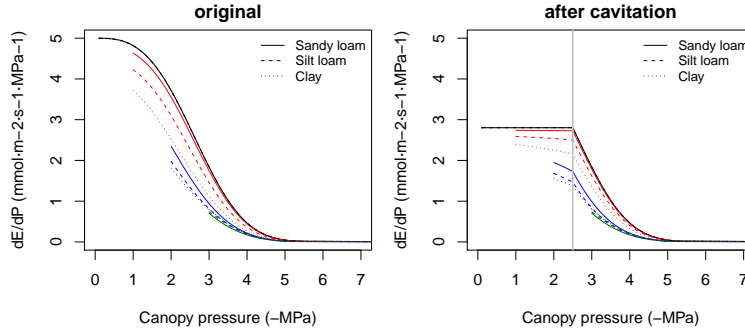 original
dE/dP (mmol·m−2·s−1·MPa−1)
5
4
3
2
1
0
Sandy loam
Silt loam
Clay
0 1 2 3 4 5 6 7
Canopy pressure (−MPa)
after cavitation
dE/dP (mmol·m−2·s−1·MPa−1)
5
4
3
2
1
0
Sandy loam
Silt loam
Clay
0 1 2 3 4 5 6 7
Canopy pressure (−MPa)